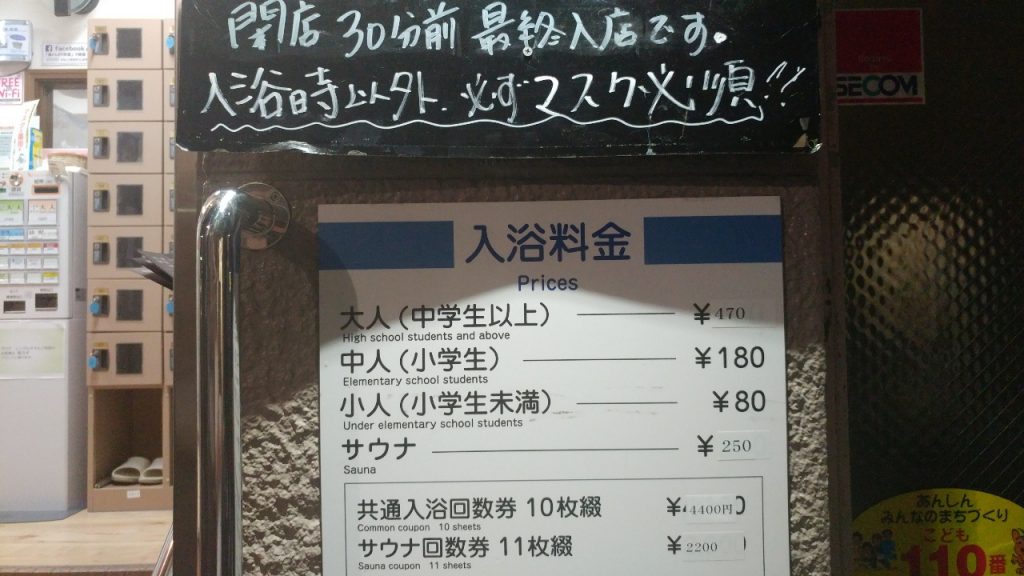 閉店 30分前 最終入店です。
入浴時以外、必ずマスク必須!!
facebook
FREE
Wi-Fi
SECOM
入浴料金
Prices
大人(中学生以上) ¥470
High school students and above
中人(小学生) ¥180
Elementary school students
小人(小学生未満) ¥80
Under elementary school students
サウナ ¥250
Sauna
共通入浴回数券 10枚綴 ¥4400円
Common coupon 10 sheets
サウナ回数券 11枚綴 ¥2200
Sauna coupon 11 sheets
あんしん
みんなのまちづくり
こども
110番